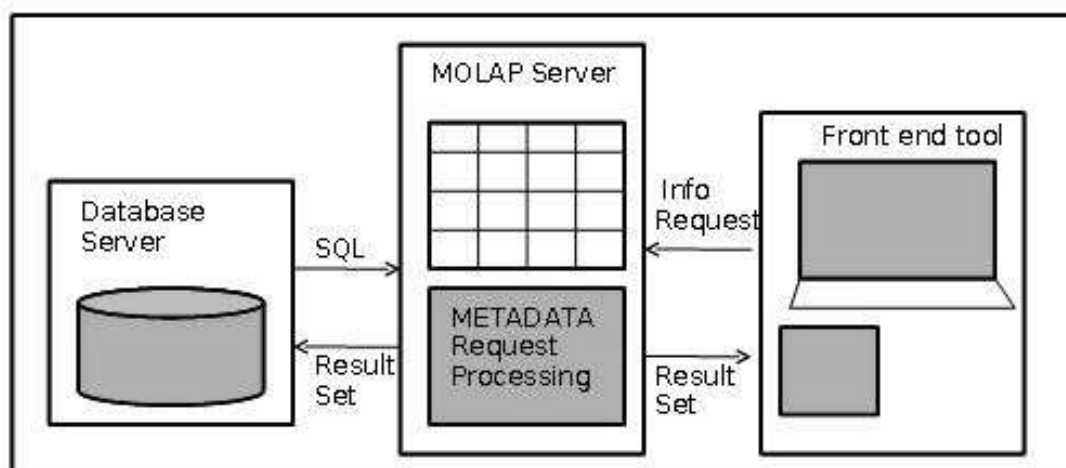 MOLAP Server
Front end tool
Database
Server
SQL
Info
Request
METADATA
Request
Processing
Result
Set
Result
Set